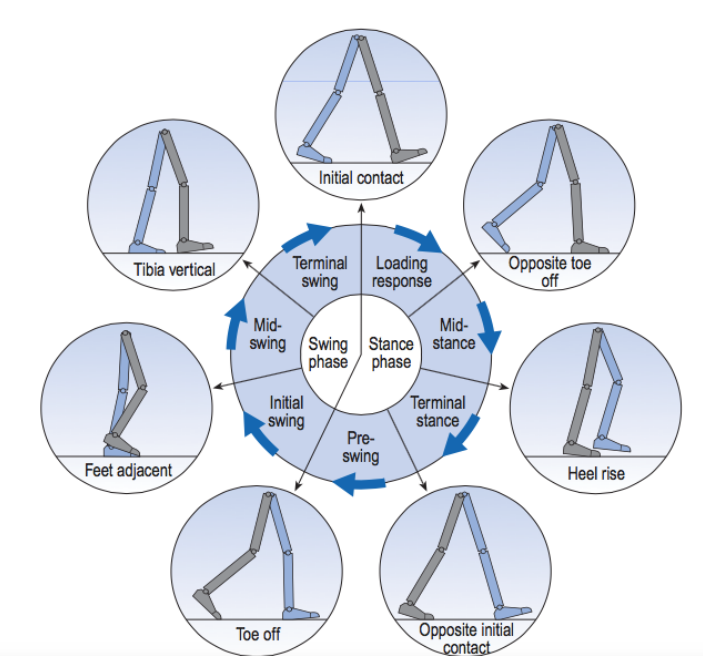 Initial contact
Tibia vertical
Opposite toe
off
Terminal
swing
Loading
response
Mid-
swing
Swing
phase
Stance
phase
Mid-
stance
Initial
swing
Terminal
stance
Pre-
swing
Feet adjacent
Heel rise
Toe off
Opposite initial
contact